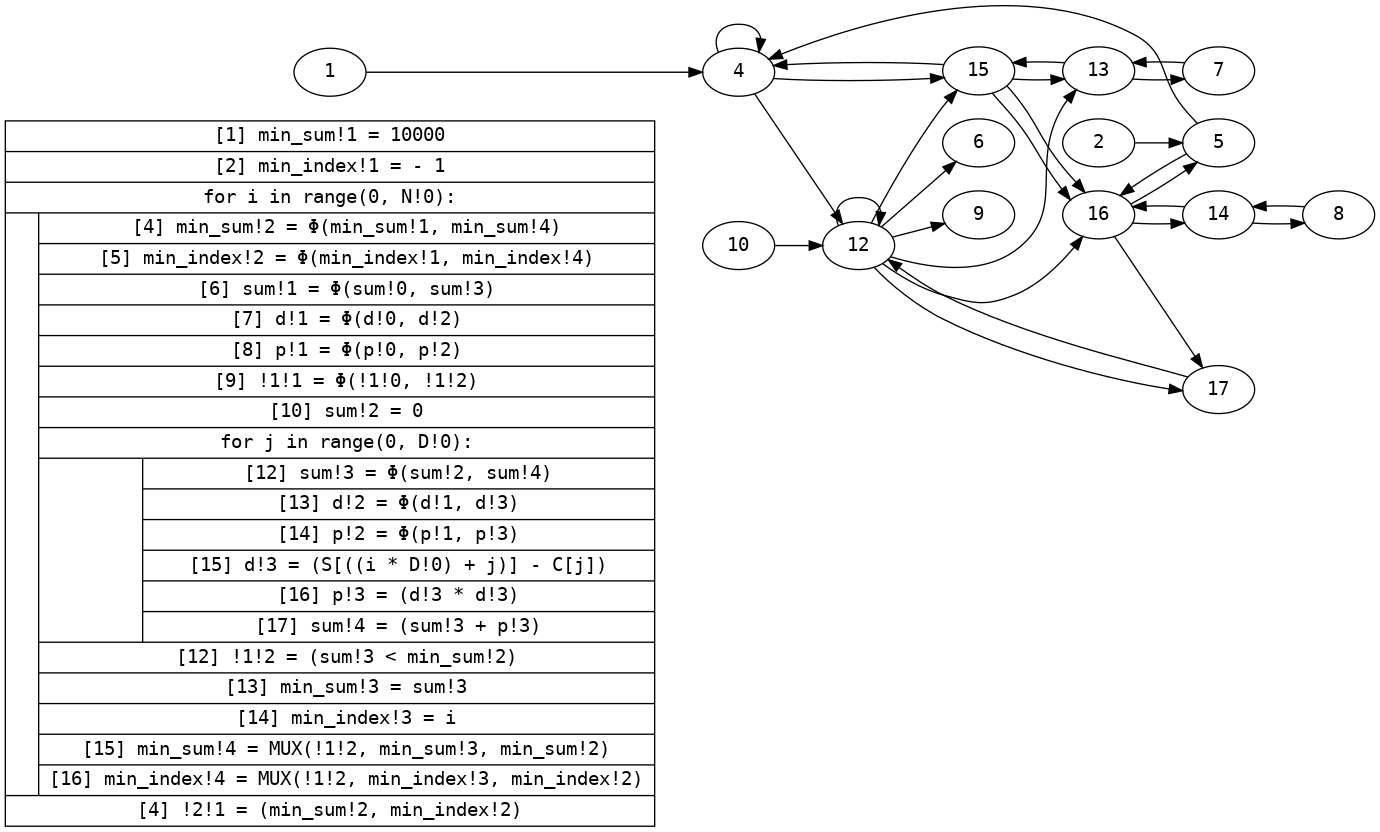 [1] min_sum!1 = 10000
[2] min_index!1 = - 1
for i in range(0, N!0):
[4] min_sum!2 = Φ(min_sum!1, min_sum!4)
[5] min_index!2 = Φ(min_index!1, min_index!4)
[6] sum!1 = Φ(sum!0, sum!3)
[7] d!1 = Φ(d!0, d!2)
[8] p!1 = Φ(p!0, p!2)
[9] !1!1 = Φ(!1!0, !1!2)
[10] sum!2 = 0
for j in range(0, D!0):
[12] sum!3 = Φ(sum!2, sum!4)
[13] d!2 = Φ(d!1, d!3)
[14] p!2 = Φ(p!1, p!3)
[15] d!3 = (S[((i * D!0) + j)] - C[j])
[16] p!3 = (d!3 * d!3)
[17] sum!4 = (sum!3 + p!3)
[12] !1!2 = (sum!3 < min_sum!2)
[13] min_sum!3 = sum!3
[14] min_index!3 = i
[15] min_sum!4 = MUX(!1!2, min_sum!3, min_sum!2)
[16] min_index!4 = MUX(!1!2, min_index!3, min_index!2)
[4] !2!1 = (min_sum!2, min_index!2)
1
4
15
13
7
6
2
5
9
16
14
8
10
12
17